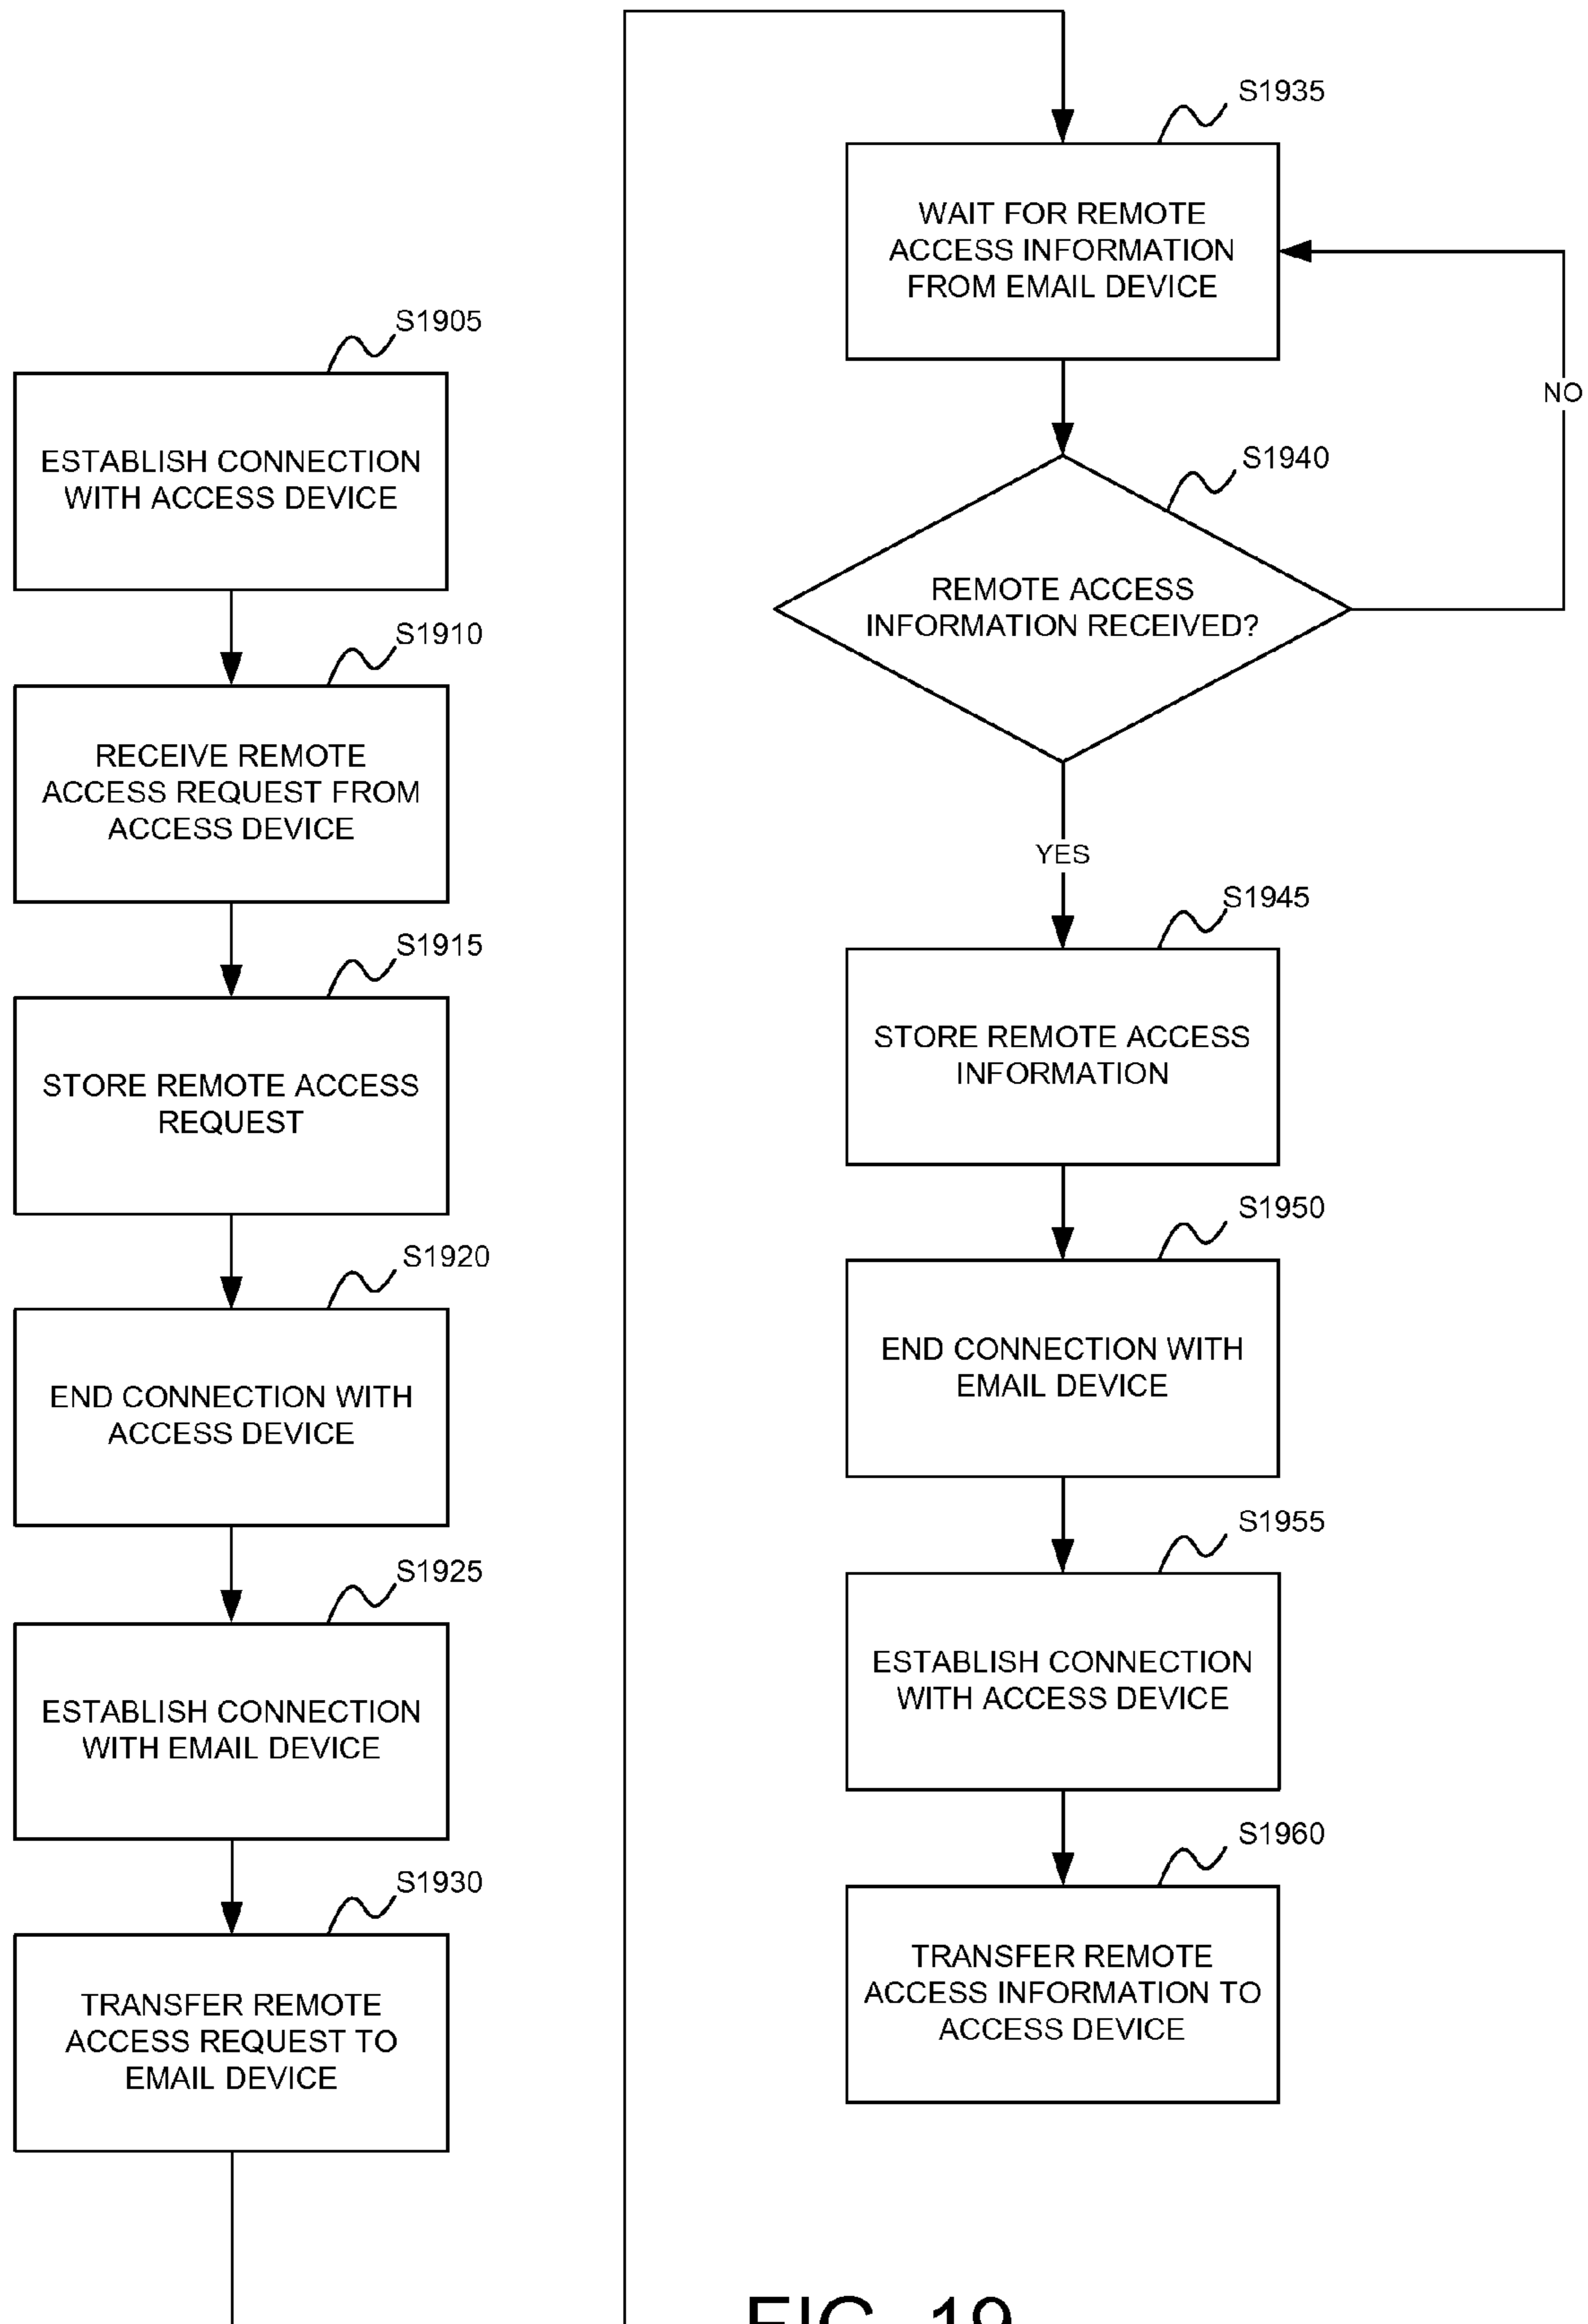 S1905
ESTABLISH CONNECTION
WITH ACCESS DEVICE
S1910
RECEIVE REMOTE
ACCESS REQUEST FROM
ACCESS DEVICE
S1915
STORE REMOTE ACCESS
REQUEST
S1920
END CONNECTION WITH
ACCESS DEVICE
S1925
ESTABLISH CONNECTION
WITH EMAIL DEVICE
S1930
TRANSFER REMOTE
ACCESS REQUEST TO
EMAIL DEVICE
S1935
WAIT FOR REMOTE
ACCESS INFORMATION
FROM EMAIL DEVICE
NO
S1940
REMOTE ACCESS
INFORMATION RECEIVED?
YES
S1945
STORE REMOTE ACCESS
INFORMATION
S1950
END CONNECTION WITH
EMAIL DEVICE
S1955
ESTABLISH CONNECTION
WITH ACCESS DEVICE
S1960
TRANSFER REMOTE
ACCESS INFORMATION TO
ACCESS DEVICE
FIG. 19